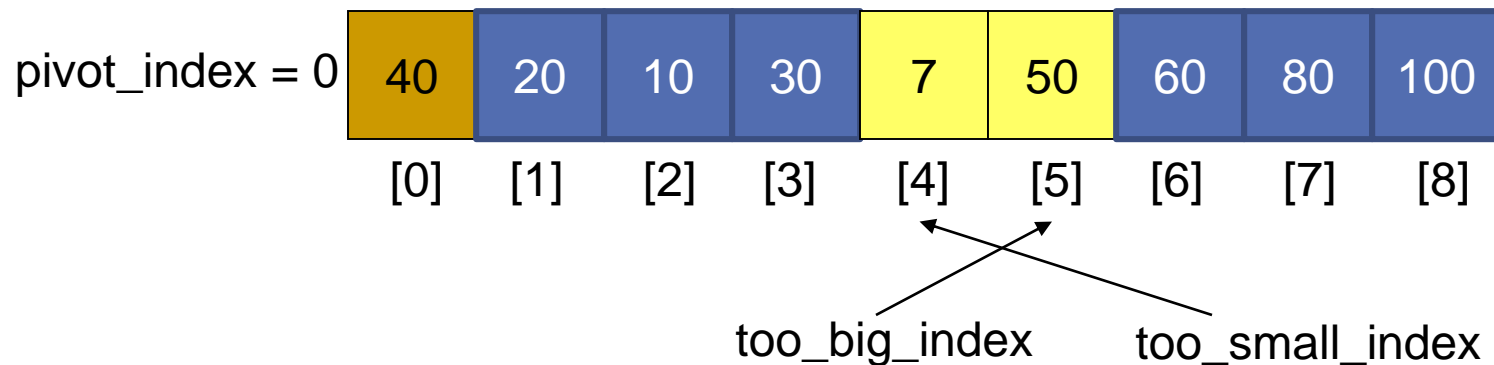 pivot_index = 0 40 20 10 30 7 50 60 80 100
[0] [1] [2] [3] [4] [5] [6] [7] [8]
too_big_index too_small_index